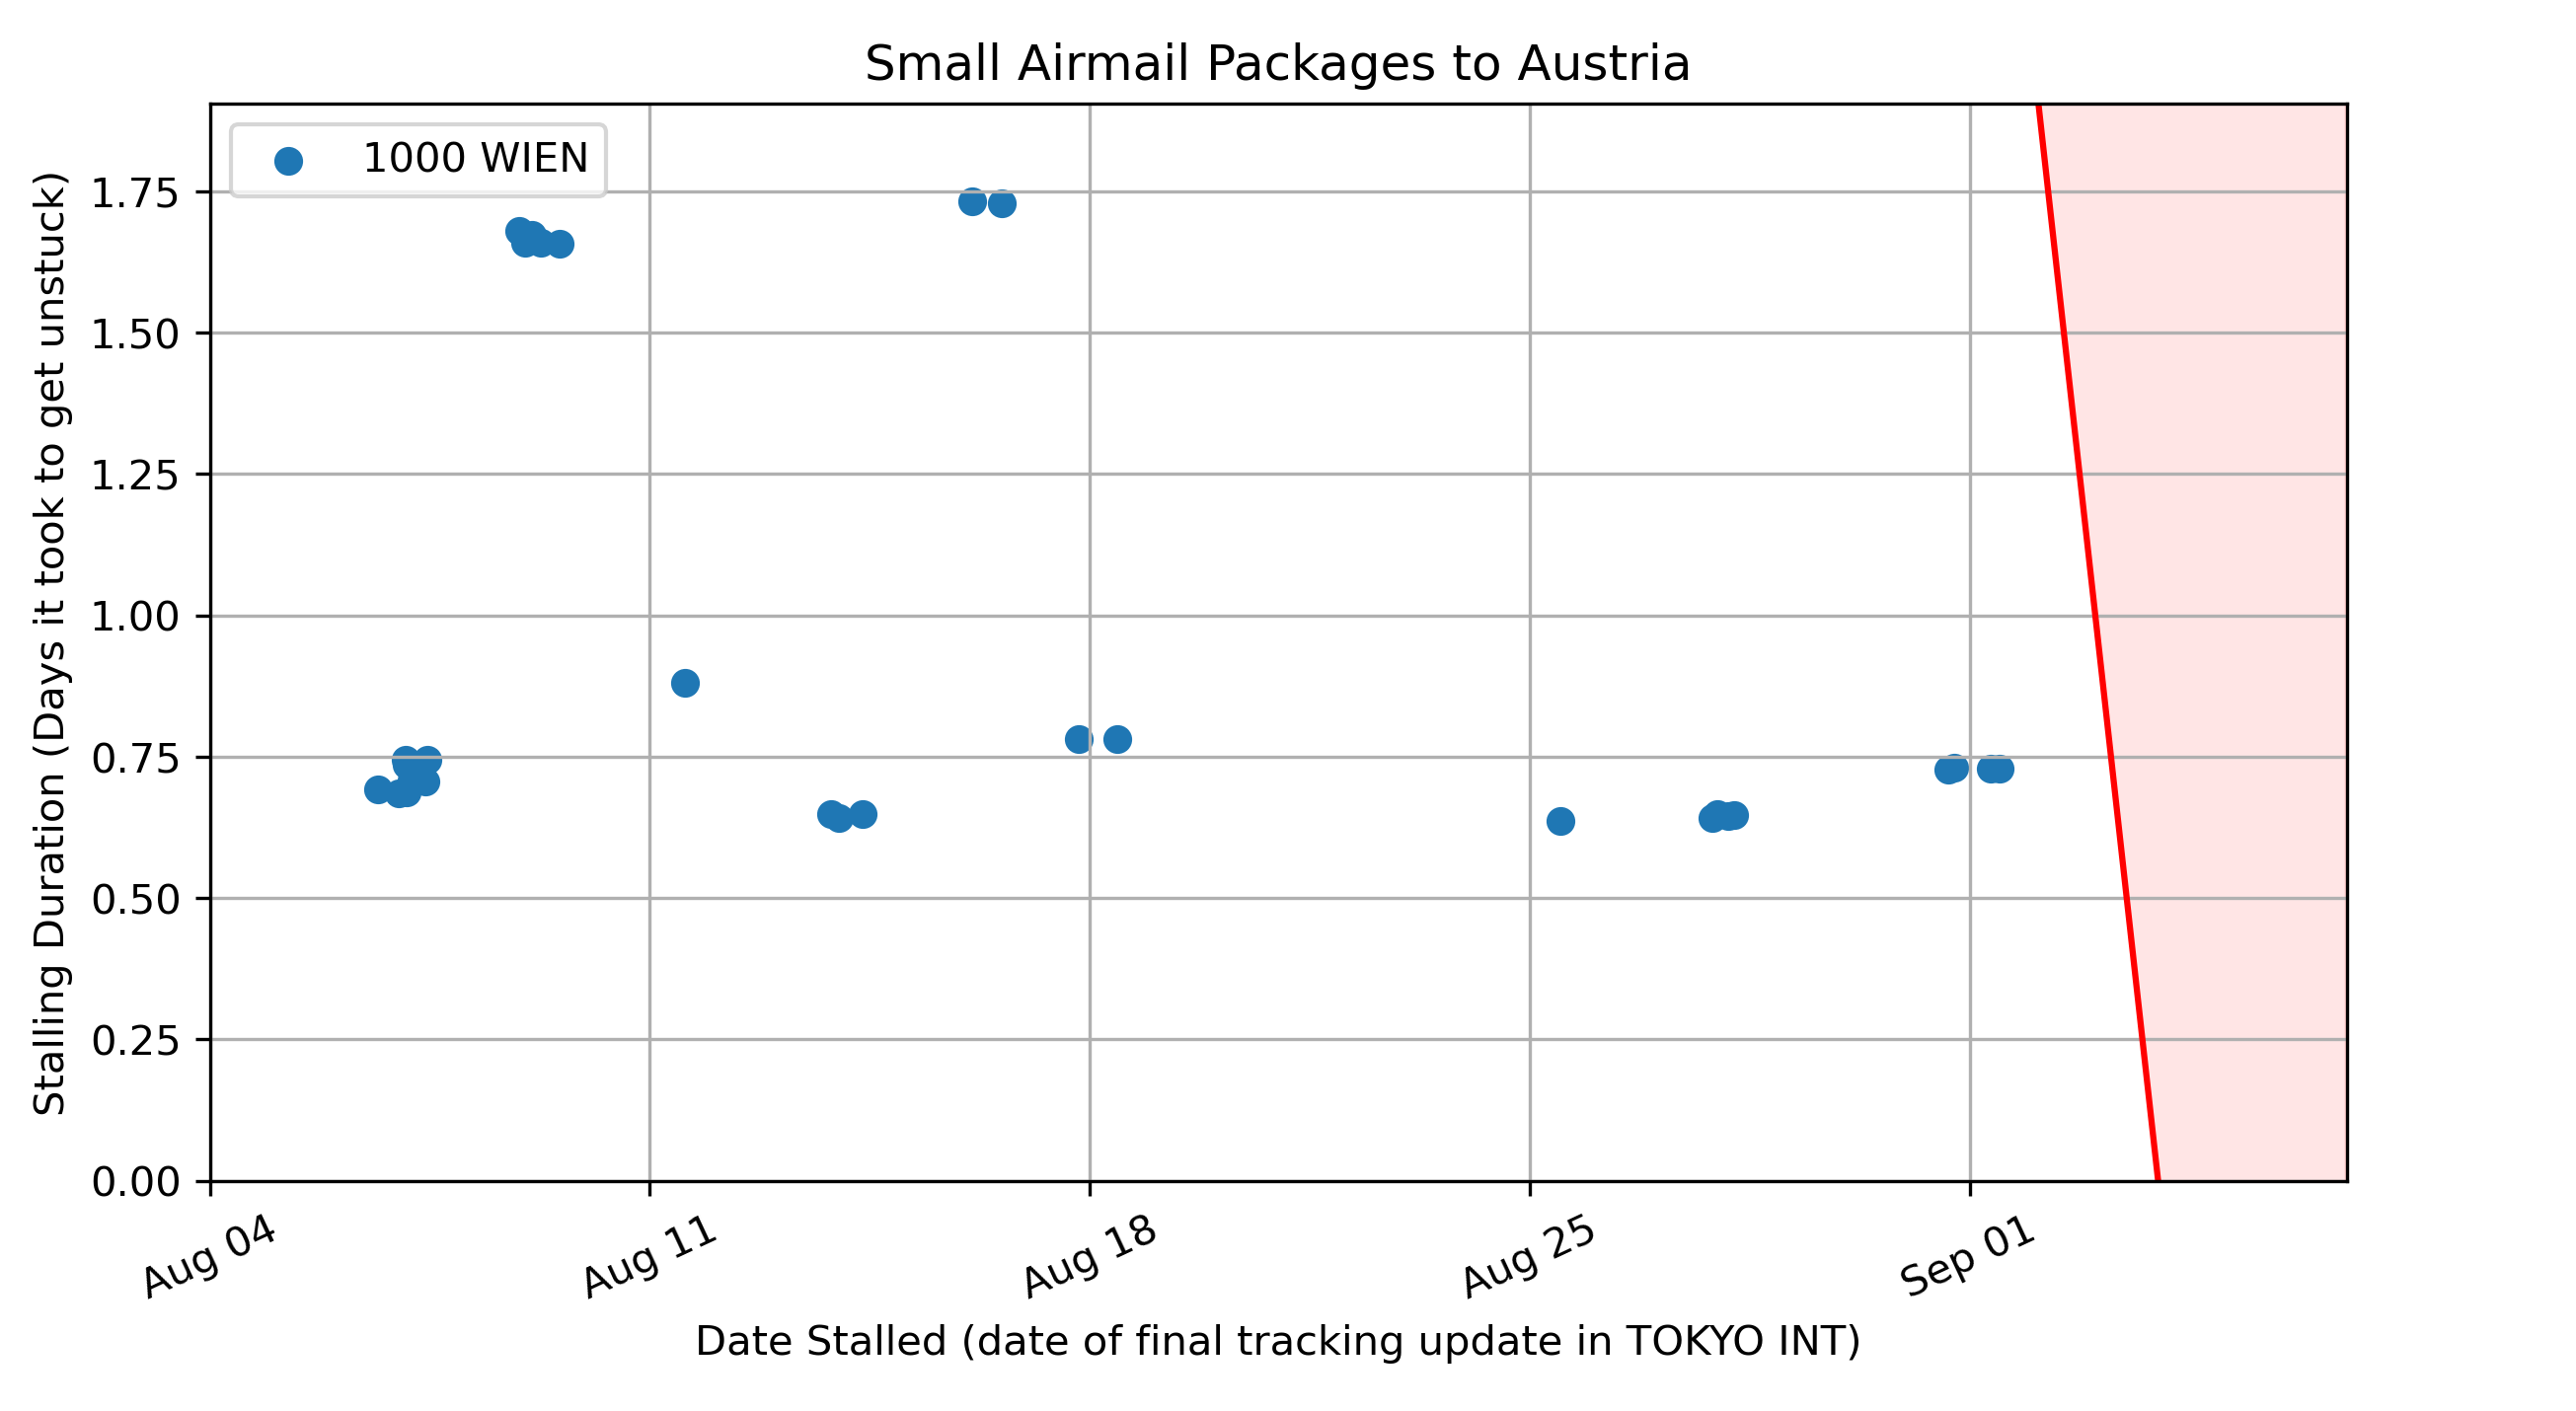 Small Airmail Packages to Austria
1000 WIEN
Stalling Duration (Days it took to get unstuck)
1.75
1.50
1.25
1.00
0.75
0.50
0.25
0.00
Aug 04
Aug 11
Aug 18
Aug 25
Sep 01
Date Stalled (date of final tracking update in TOKYO INT)